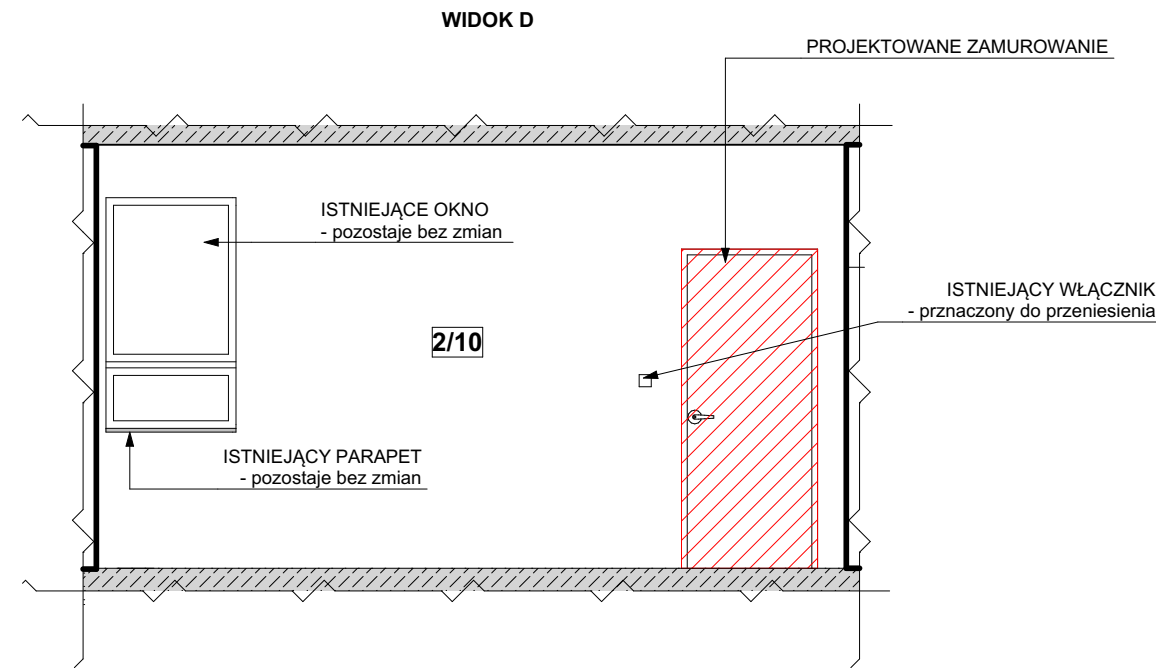 WIDOK D
PROJEKTOWANE ZAMUROWANIE
ISTNIEJĄCE OKNO
- pozostaje bez zmian
ISTNIEJĄCY WŁĄCZNIK
- prznaczony do przeniesienia
2/10
ISTNIEJĄCY PARAPET
- pozostaje bez zmian